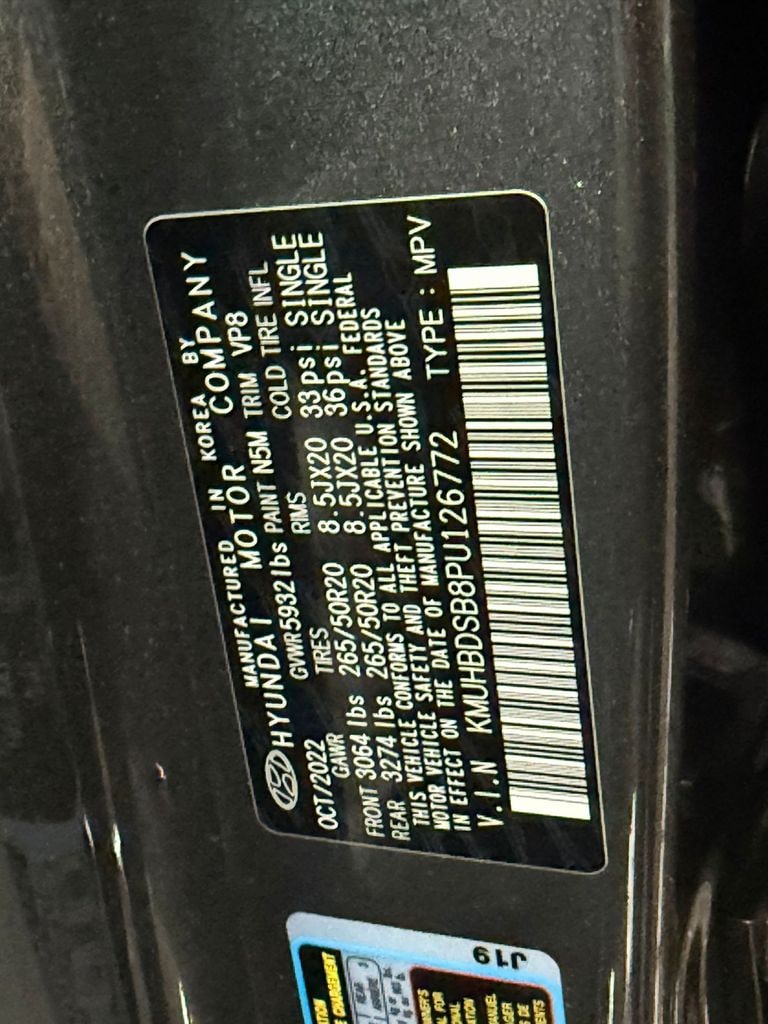 MANUFACTURED IN KOREA BY
HYUNDAI MOTOR COMPANY
OCT/2022 GVWR 5932 lbs PAINT N5M TRIM VP8
GAWR TIRES RIMS COLD TIRE INFL
FRONT 3064 lbs 265/50R20 8.5JX20 33psi SINGLE
REAR 3274 lbs 265/50R20 8.5JX20 36psi SINGLE
THIS VEHICLE CONFORMS TO ALL APPLICABLE U.S.A. FEDERAL
MOTOR VEHICLE SAFETY AND THEFT PREVENTION STANDARDS
IN EFFECT ON THE DATE OF MANUFACTURE SHOWN ABOVE
V.I.N KMUHBDSB8PU126772 TYPE : MPV
J19
CHARGEMENT
REAR